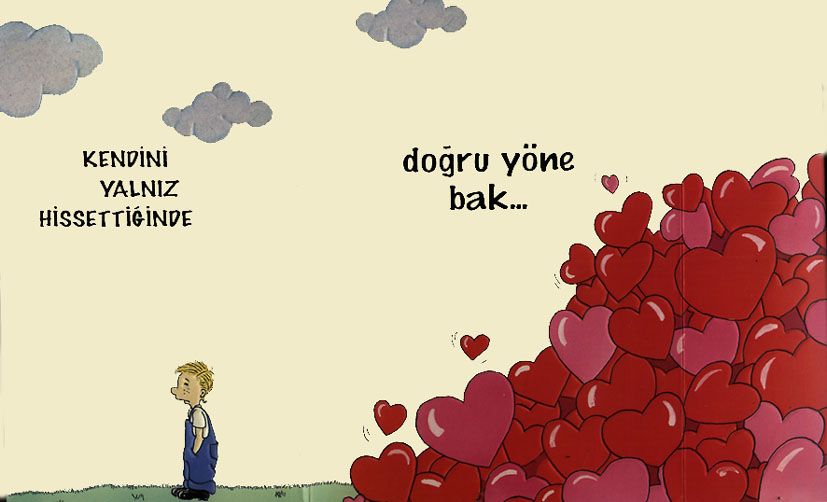 KENDİNİ
YALNIZ
HİSSETTİĞİNDE
doğru yöne
bak...